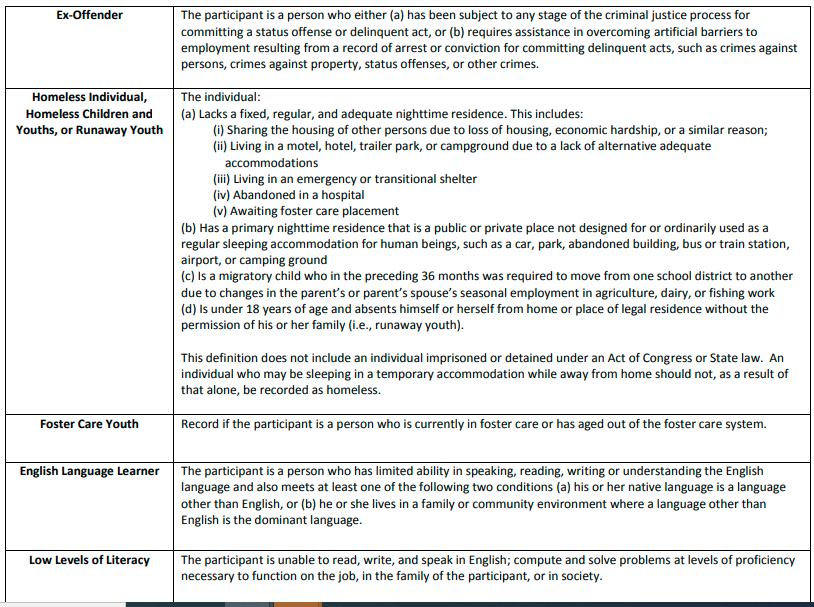 Ex-Offender
The participant is a person who either (a) has been subject to any stage of the criminal justice process for
committing a status offense or delinquent act, or (b) requires assistance in overcoming artificial barriers to
employment resulting from a record of arrest or conviction for committing delinquent acts, such as crimes against
persons, crimes against property, status offenses, or other crimes.
Homeless Individual,
Homeless Children and
Youths, or Runaway Youth
The individual:
(a) Lacks a fixed, regular, and adequate nighttime residence. This includes:
(i) Sharing the housing of other persons due to loss of housing, economic hardship, or a similar reason;
(ii) Living in a motel, hotel, trailer park, or campground due to a lack of alternative adequate
accommodations
(iii) Living in an emergency or transitional shelter
(iv) Abandoned in a hospital
(v) Awaiting foster care placement
(b) Has a primary nighttime residence that is a public or private place not designed for or ordinarily used as a
regular sleeping accommodation for human beings, such as a car, park, abandoned building, bus or train station,
airport, or camping ground
(c) Is a migratory child who in the preceding 36 months was required to move from one school district to another
due to changes in the parent's or parent's spouse's seasonal employment in agriculture, dairy, or fishing work
(d) Is under 18 years of age and absents himself or herself from home or place of legal residence without the
permission of his or her family (i.e., runaway youth).
This definition does not include an individual imprisoned or detained under an Act of Congress or State law. An
individual who may be sleeping in a temporary accommodation while away from home should not, as a result of
that alone, be recorded as homeless.
Foster Care Youth
Record if the participant is a person who is currently in foster care or has aged out of the foster care system.
English Language Learner
The participant is a person who has limited ability in speaking, reading, writing or understanding the English
language and also meets at least one of the following two conditions (a) his or her native language is a language
other than English, or (b) he or she lives in a family or community environment where a language other than
English is the dominant language.
Low Levels of Literacy
The participant is unable to read, write, and speak in English; compute and solve problems at levels of proficiency
necessary to function on the job, in the family of the participant, or in society.